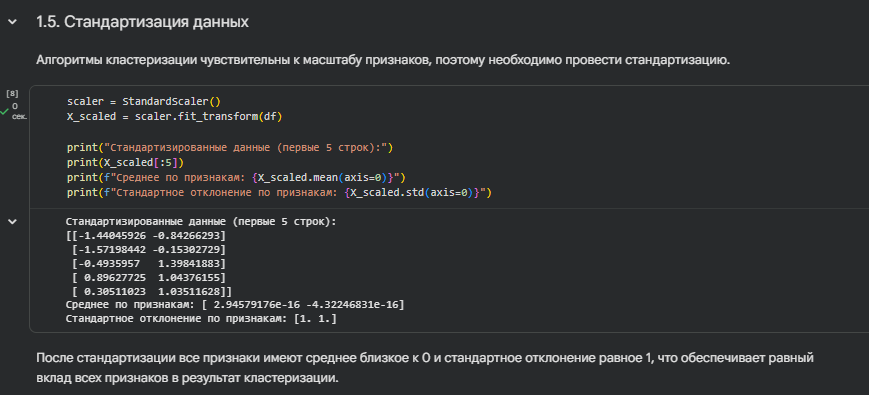 1.5. Стандартизация данных
Алгоритмы кластеризации чувствительны к масштабу признаков, поэтому необходимо провести стандартизацию.
[8]
0
сек.
scaler = StandardScaler()
X_scaled = scaler.fit_transform(df)
print("Стандартизированные данные (первые 5 строк):")
print(X_scaled[:5])
print(f"Среднее по признакам: {X_scaled.mean(axis=0)}")
print(f"Стандартное отклонение по признакам: {X_scaled.std(axis=0)}")
Стандартизированные данные (первые 5 строк):
[[-1.44045926 -0.84266293]
 [-1.57198442 -0.15302729]
 [-0.4935957   1.39841883]
 [ 0.89627725  1.04376155]
 [ 0.30511023  1.03511628]]
Среднее по признакам: [ 2.94579176e-16 -4.32246831e-16]
Стандартное отклонение по признакам: [1. 1.]
После стандартизации все признаки имеют среднее близкое к 0 и стандартное отклонение равное 1, что обеспечивает равный
вклад всех признаков в результат кластеризации.